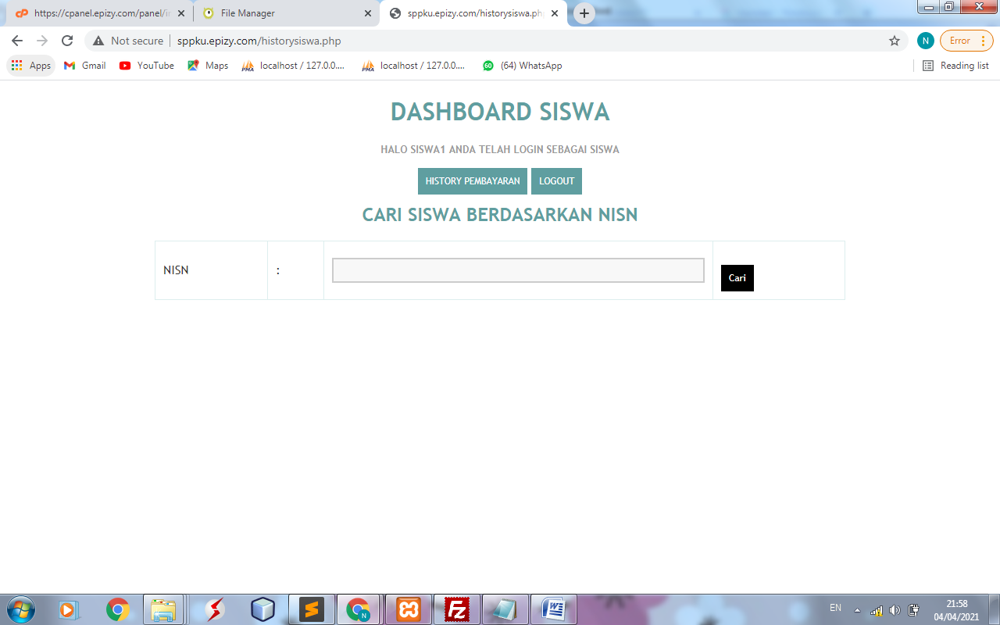 https://cpanel.epizy.com/panel/in
File Manager
sppku.epizy.com/historysiswa.php
Not secure
sppku.epizy.com/historysiswa.php
N
Error
Apps
Gmail
YouTube
Maps
localhost / 127.0.0....
localhost / 127.0.0....
(64) WhatsApp
Reading list
DASHBOARD SISWA
HALO SISWA1 ANDA TELAH LOGIN SEBAGAI SISWA
HISTORY PEMBAYARAN
LOGOUT
CARI SISWA BERDASARKAN NISN
NISN
:
Cari
EN
21:58
04/04/2021